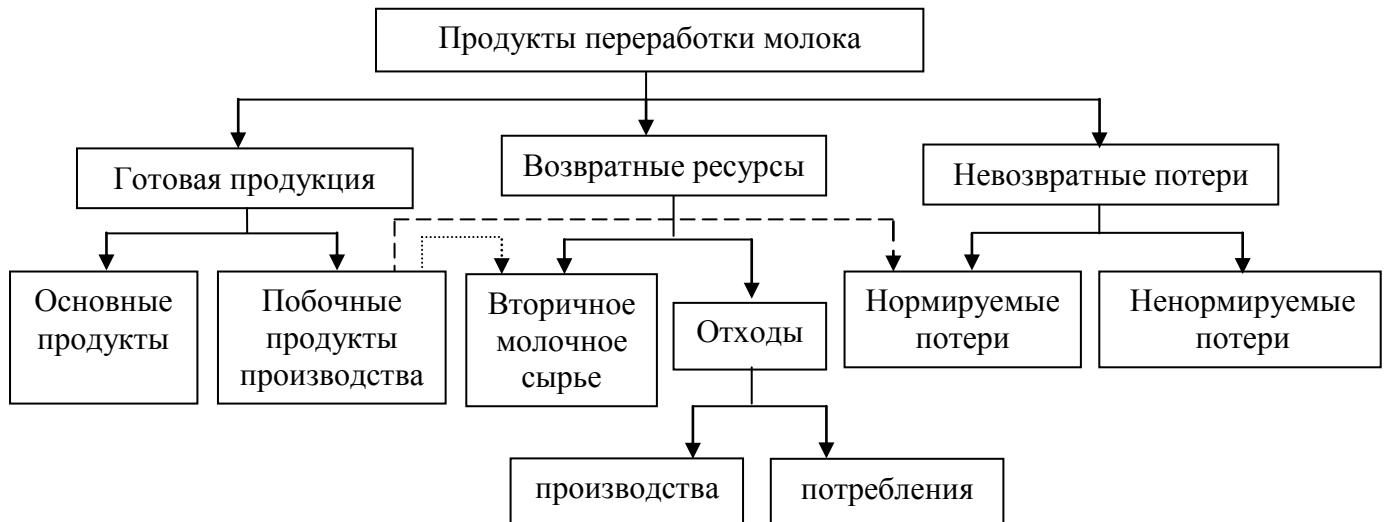 Продукты переработки молока
Готовая продукция
Возвратные ресурсы
Невозвратные потери
Основные
продукты
Побочные
продукты
производства
Вторичное
молочное
сырье
Отходы
Нормируемые
потери
Ненормируемые
потери
производства
потребления